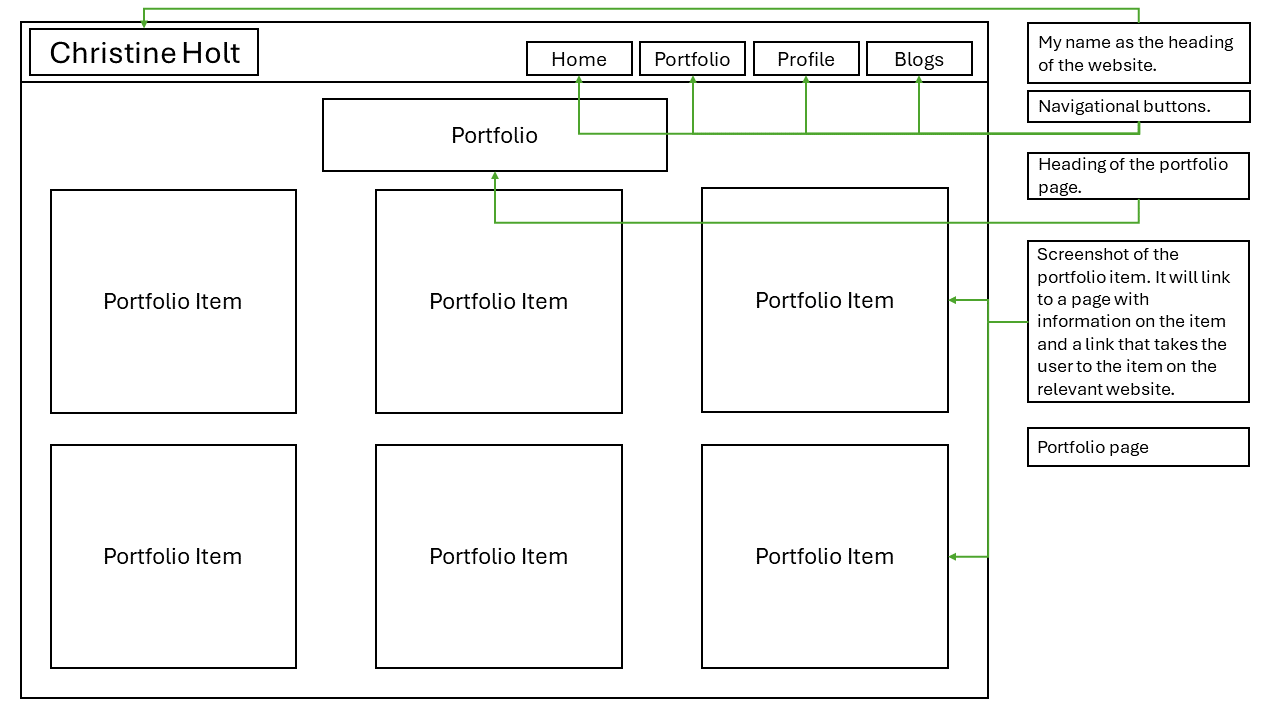 Christine Holt
Home
Portfolio
Profile
Blogs
Portfolio
Portfolio Item
Portfolio Item
Portfolio Item
Portfolio Item
Portfolio Item
Portfolio Item
My name as the heading
of the website.
Navigational buttons.
Heading of the portfolio
page.
Screenshot of the
portfolio item. It will link
to a page with
information on the item
and a link that takes the
user to the item on the
relevant website.
Portfolio page